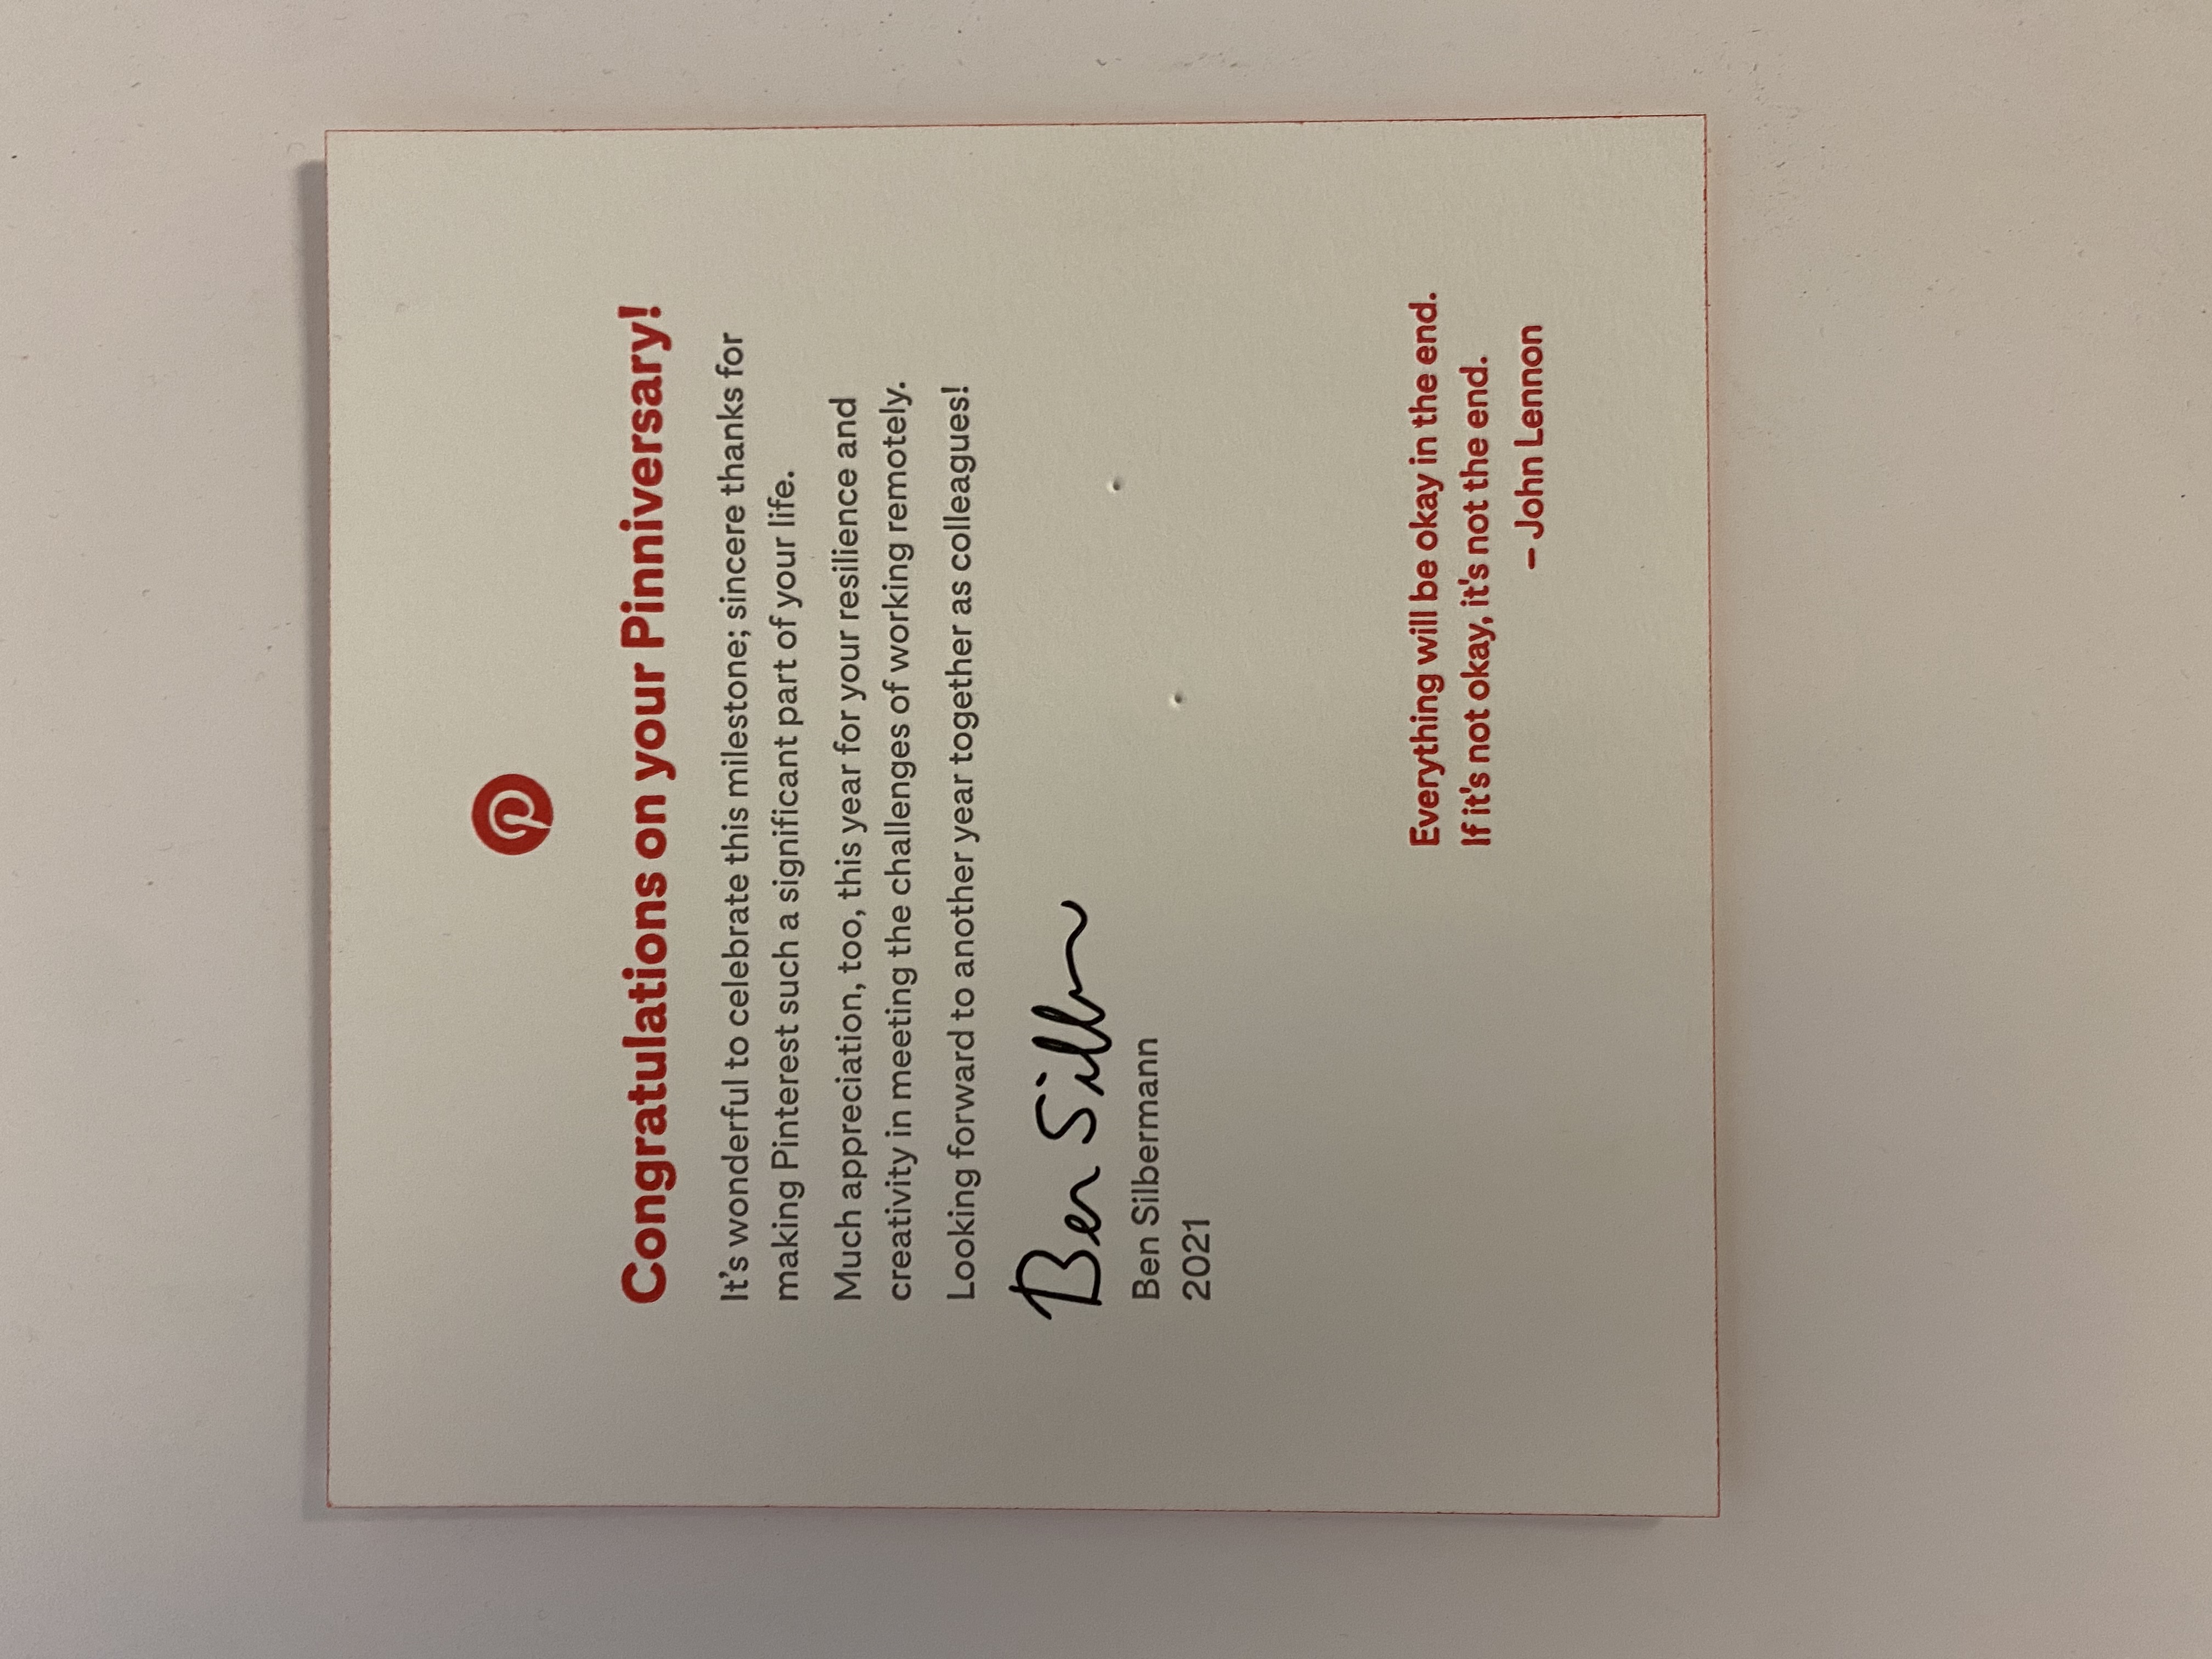 Congratulations on your Pinniversary!
It’s wonderful to celebrate this milestone; sincere thanks for
making Pinterest such a significant part of your life.
Much appreciation, too, this year for your resilience and
creativity in meeting the challenges of working remotely.
Looking forward to another year together as colleagues!
Ben Silbermann
2021
Everything will be okay in the end.
If it's not okay, it's not the end.
– John Lennon